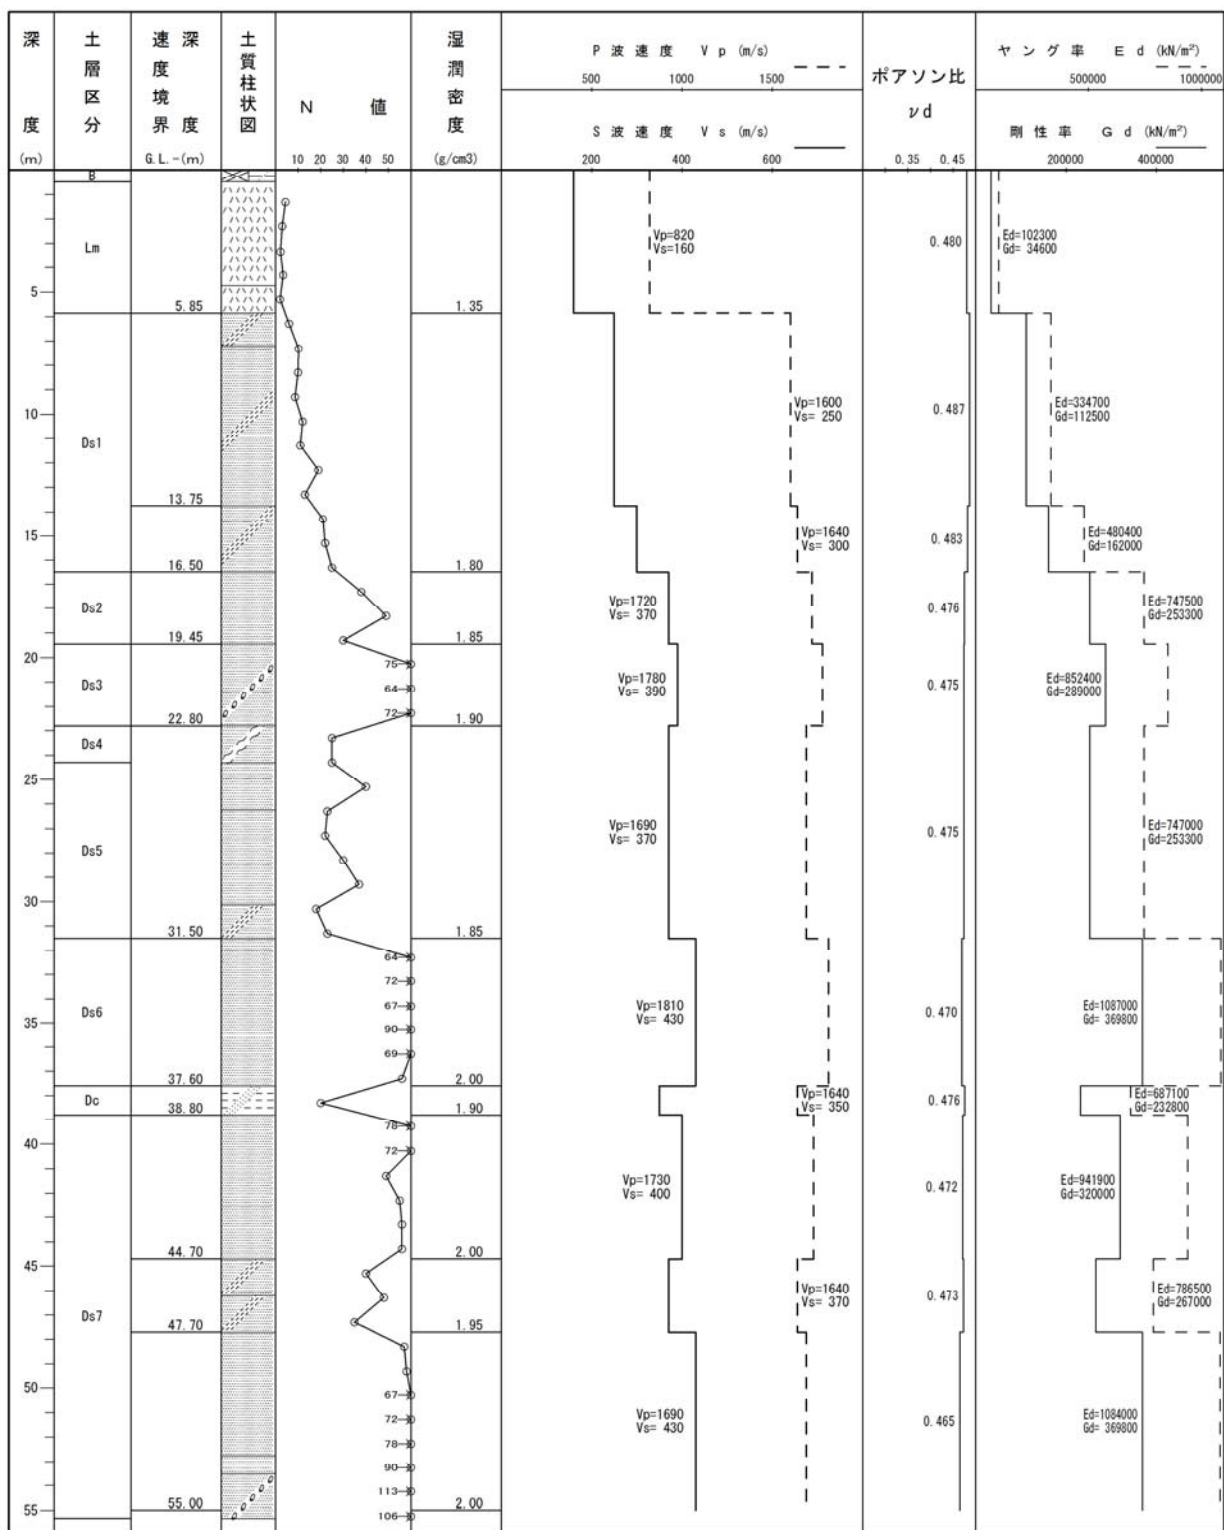 深度
(m)
土層区分
速度境界深度
G.L.-(m)
土質柱状図
N 値
10 20 30 40 50
湿潤密度
(g/cm3)
P 波 速 度 V p (m/s)
500 1000 1500
S 波 速 度 V s (m/s)
200 400 600
ポアソン比
νd
0.35 0.45
ヤ ン グ 率 E d (kN/m²)
500000 1000000
剛 性 率 G d (kN/m²)
200000 400000
B
Lm
Vp=820
Vs=160
0.480
Ed=102300
Gd= 34600
5
5.85
1.35
10
Ds1
Vp=1600
Vs= 250
0.487
Ed=334700
Gd=112500
13.75
15
Vp=1640
Vs= 300
0.483
Ed=480400
Gd=162000
16.50
1.80
Ds2
Vp=1720
Vs= 370
0.476
Ed=747500
Gd=253300
19.45
1.85
20
75
Ds3
64
Vp=1780
Vs= 390
0.475
Ed=852400
Gd=289000
72
22.80
1.90
Ds4
25
Ds5
Vp=1690
Vs= 370
0.475
Ed=747000
Gd=253300
30
31.50
1.85
64
72
67
Ds6
Vp=1810
Vs= 430
0.470
Ed=1087000
Gd= 369800
35
90
69
37.60
2.00
Dc
Vp=1640
Vs= 350
0.476
Ed=687100
Gd=232800
38.80
1.90
78
40
72
Vp=1730
Vs= 400
0.472
Ed=941900
Gd=320000
44.70
2.00
45
Ds7
Vp=1640
Vs= 370
0.473
Ed=786500
Gd=267000
47.70
1.95
50
67
72
Vp=1690
Vs= 430
0.465
Ed=1084000
Gd= 369800
78
90
113
55
55.00
2.00
106